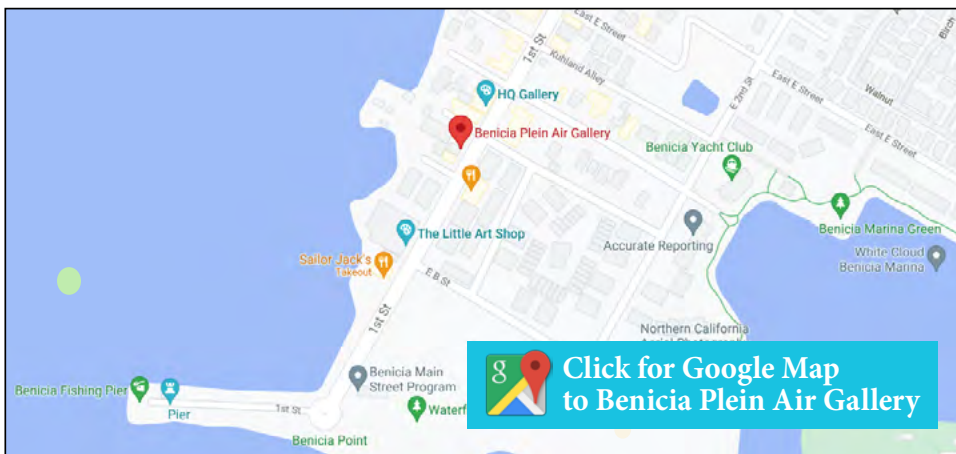 East E Street
Birch
1st St
Kuhland Alley
HQ Gallery
E 2nd St
East E Street
Walnut
Benicia Plein Air Gallery
East E Street
Benicia Yacht Club
Benicia Marina Green
The Little Art Shop
Accurate Reporting
White Cloud
Benicia Marina
Sailor Jack's
Takeout
E B St
1st St
Northern California
Benicia Main
Street Program
Benicia Fishing Pier
Pier
1st St
Benicia Point
g
Click for Google Map
to Benicia Plein Air Gallery